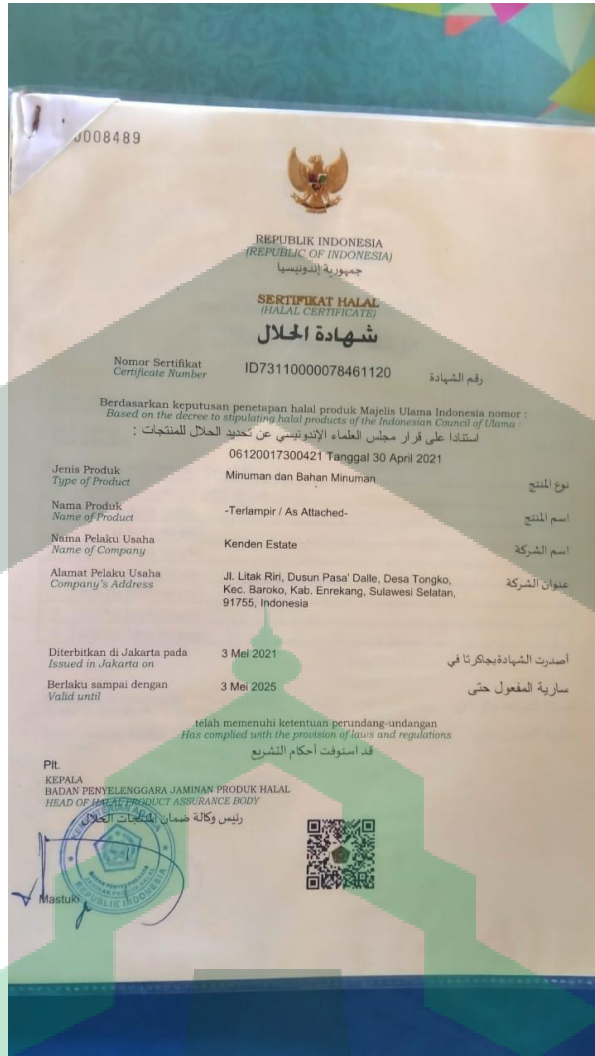 0008489
REPUBLIK INDONESIA
(REPUBLIC OF INDONESIA)
جمهورية إندونيسيا
SERTIFIKAT HALAL
(HALAL CERTIFICATE)
شهادة الحلال
Nomor Sertifikat
Certificate Number
ID73110000078461120
رقم الشهادة
Berdasarkan keputusan penetapan halal produk Majelis Ulama Indonesia nomor :
Based on the decree to stipulating halal products of the Indonesian Council of Ulama :
استنادا على قرار مجلس العلماء الإندونيسي عن تحديد الحلال للمنتجات :
06120017300421 Tanggal 30 April 2021
Jenis Produk
Type of Product
Minuman dan Bahan Minuman
نوع المنتج
Nama Produk
Name of Product
-Terlampir / As Attached-
اسم المنتج
Nama Pelaku Usaha
Name of Company
Kenden Estate
اسم الشركة
Alamat Pelaku Usaha
Company's Address
Jl. Litak Riri, Dusun Pasa' Dalle, Desa Tongko,
Kec. Baroko, Kab. Enrekang, Sulawesi Selatan,
91755, Indonesia
عنوان الشركة
Diterbitkan di Jakarta pada
Issued in Jakarta on
3 Mei 2021
أصدرت الشهادة بجاكرتا في
Berlaku sampai dengan
Valid until
3 Mei 2025
سارية المفعول حتى
telah memenuhi ketentuan perundang-undangan
Has complied with the provision of laws and regulations
قد استوفت أحكام التشريع
Plt.
KEPALA
BADAN PENYELENGGARA JAMINAN PRODUK HALAL
HEAD OF HALAL PRODUCT ASSURANCE BODY
رئيس وكالة ضمان المنتجات الحلال
KEMENTERIAN AGAMA
BADAN PENYELENGGARA
JAMINAN PRODUK HALAL
REPUBLIK INDONESIA
Mastuki